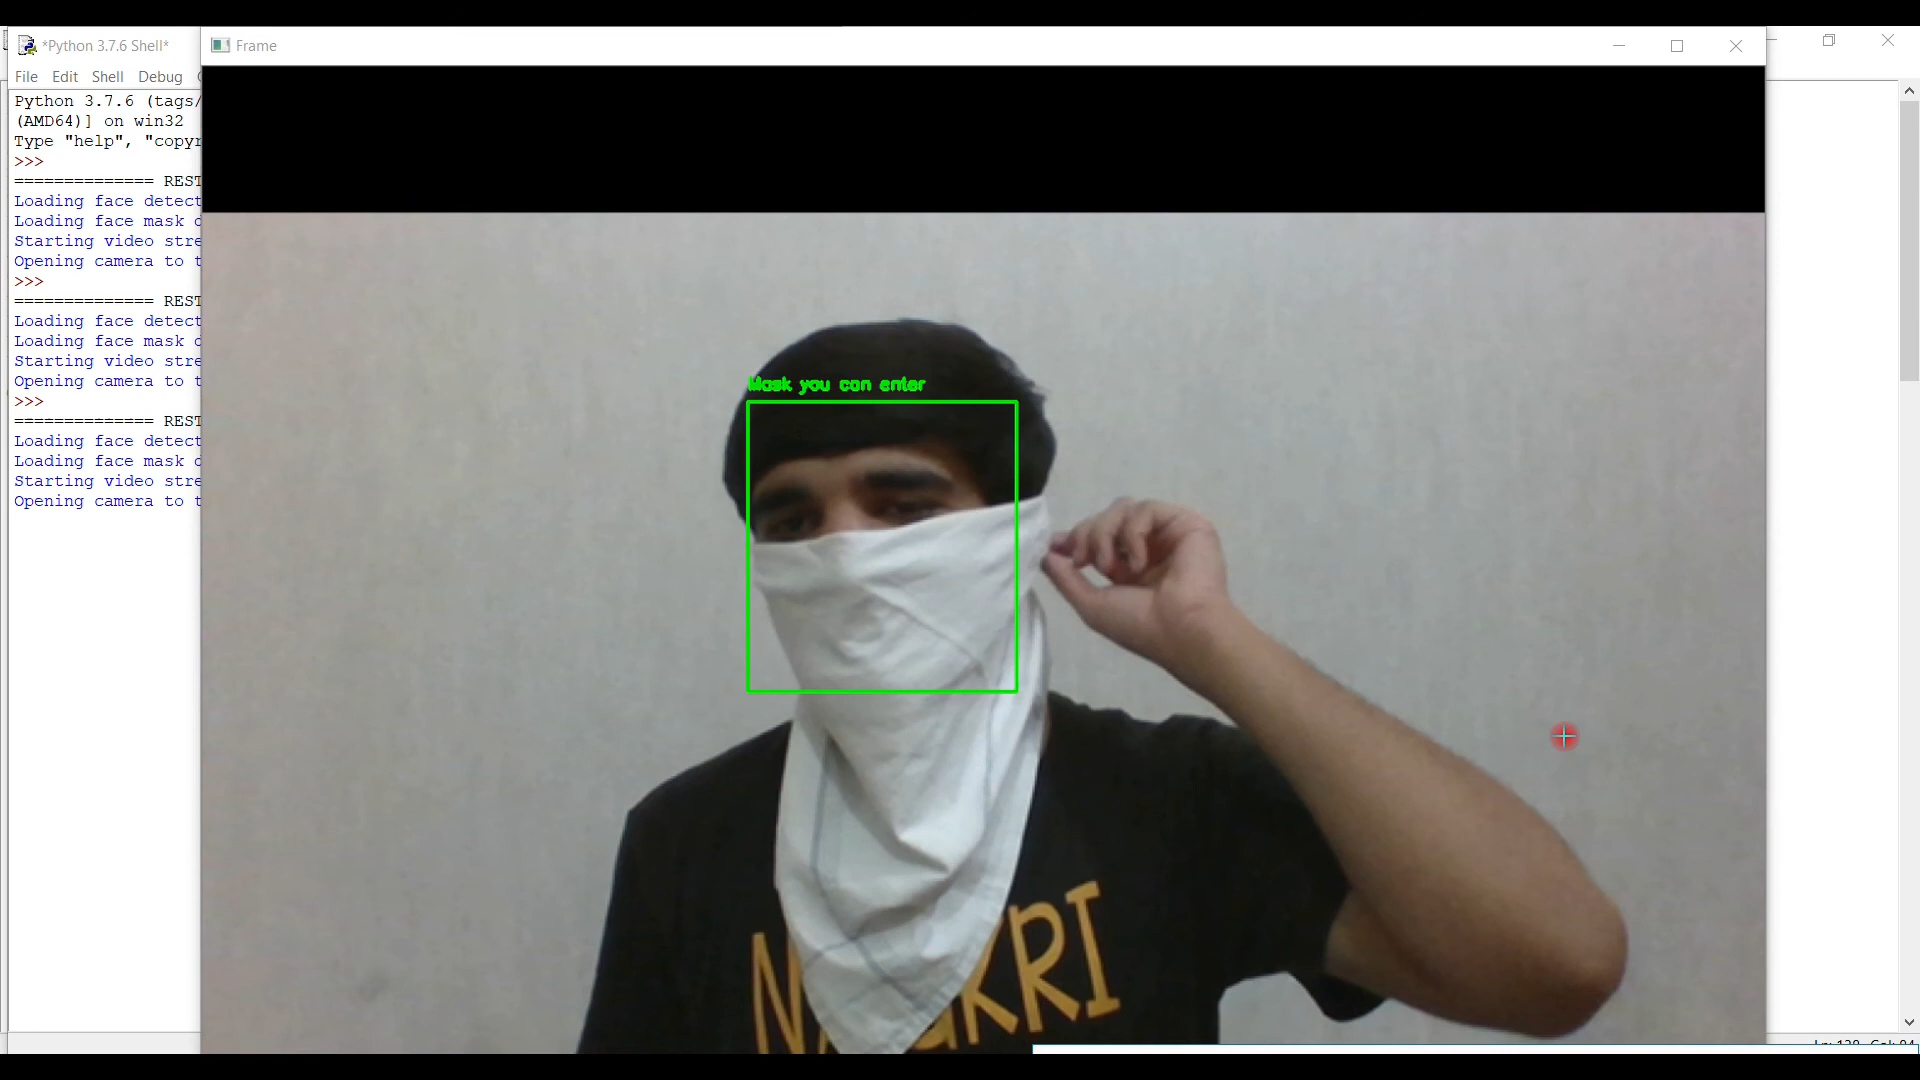 *Python 3.7.6 Shell*
Frame
File Edit Shell Debug
Python 3.7.6 (tags/
(AMD64)] on win32
Type "help", "copyr
>>>
============== REST
Loading face detect
Loading face mask d
Starting video stre
Opening camera to t
>>>
============== REST
Loading face detect
Loading face mask d
Starting video stre
Opening camera to t
>>>
============== REST
Loading face detect
Loading face mask d
Starting video stre
Opening camera to t
Mask you can enter
KRI